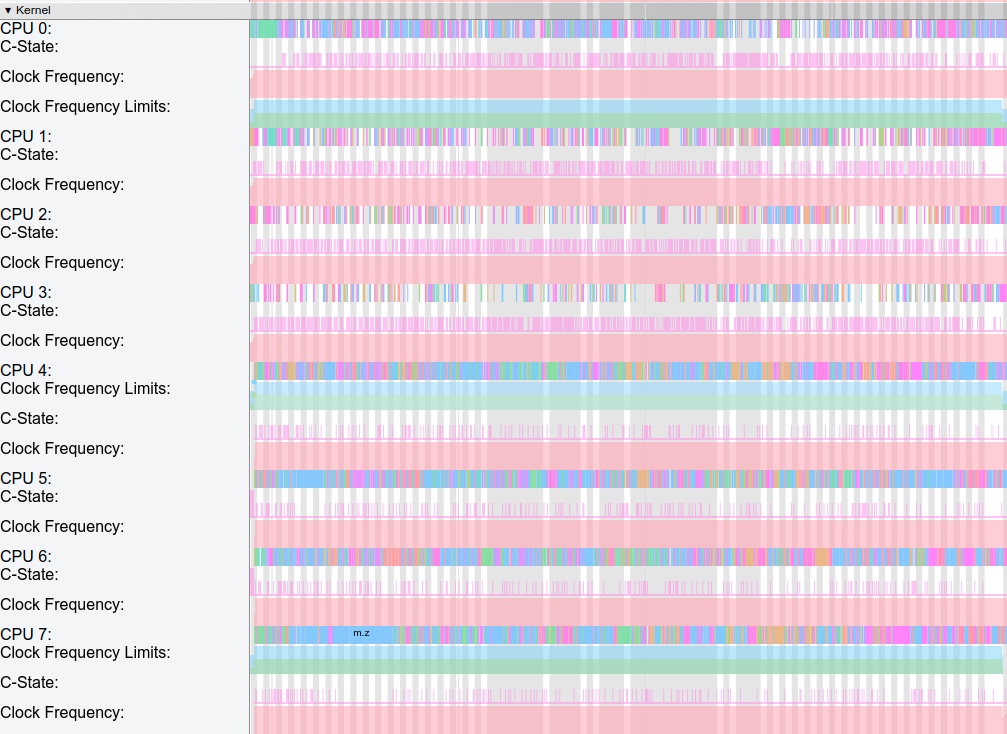 ▼ Kernel
CPU 0:
C-State:
Clock Frequency:
Clock Frequency Limits:
CPU 1:
C-State:
Clock Frequency:
CPU 2:
C-State:
Clock Frequency:
CPU 3:
C-State:
Clock Frequency:
CPU 4:
Clock Frequency Limits:
C-State:
Clock Frequency:
CPU 5:
C-State:
Clock Frequency:
CPU 6:
C-State:
Clock Frequency:
CPU 7: m.z
Clock Frequency Limits:
C-State:
Clock Frequency: